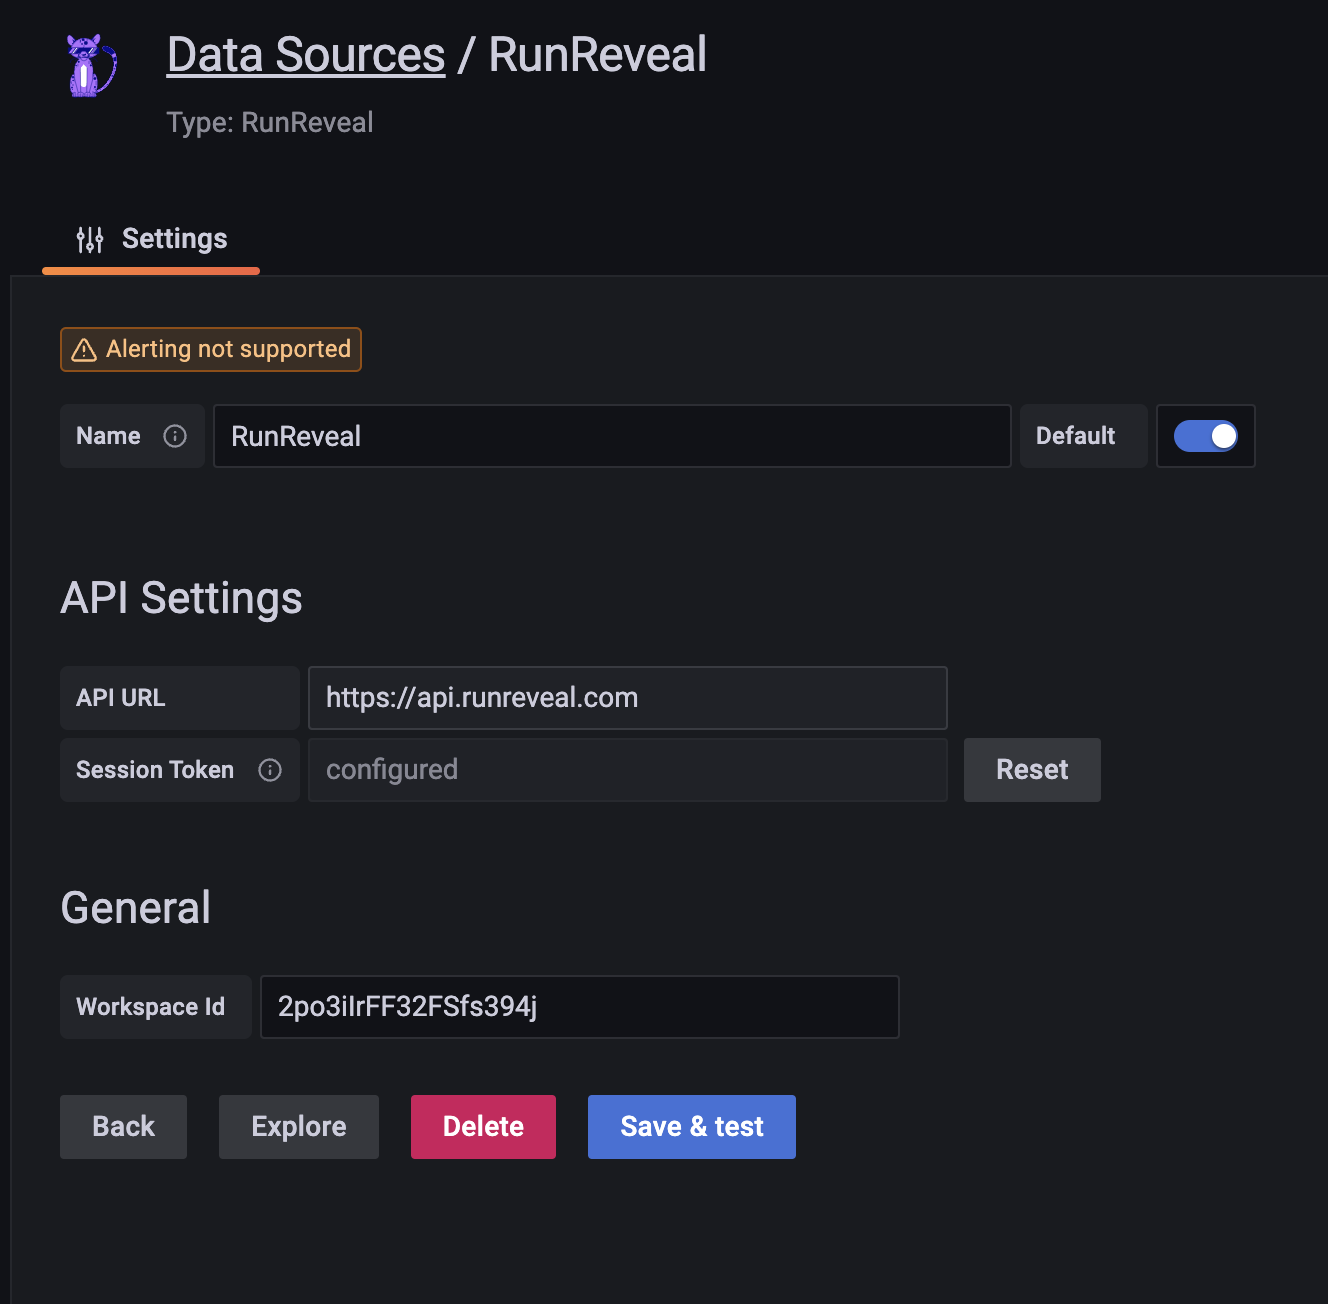 Data Sources / RunReveal
Type: RunReveal
Settings
Alerting not supported
Name RunReveal Default
API Settings
API URL https://api.runreveal.com
Session Token configured Reset
General
Workspace Id 2po3iIrFF32FSfs394j
Back Explore Delete Save & test